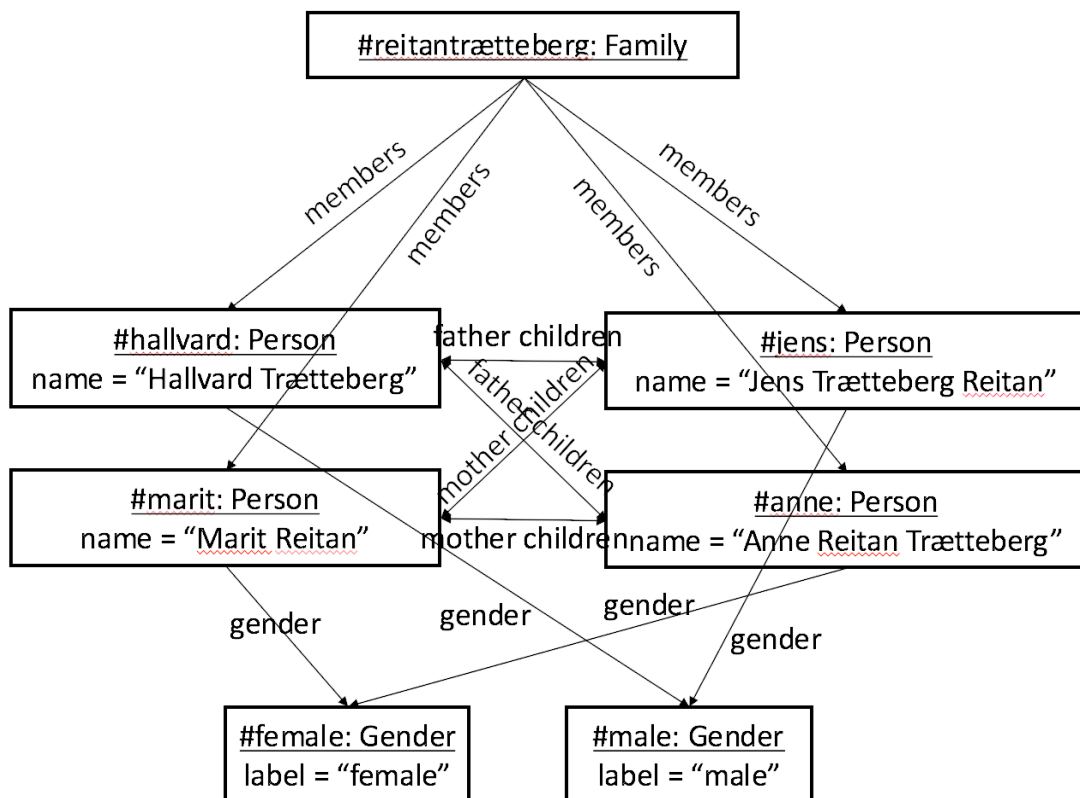 #reitantrætteberg: Family
members
members
members
members
#hallvard: Person
name = “Hallvard Trætteberg”
father children
#jens: Person
name = “Jens Trætteberg Reitan”
father children
mother children
#marit: Person
name = “Marit Reitan”
mother children
#anne: Person
name = “Anne Reitan Trætteberg”
gender
gender
gender
gender
#female: Gender
label = “female”
#male: Gender
label = “male”